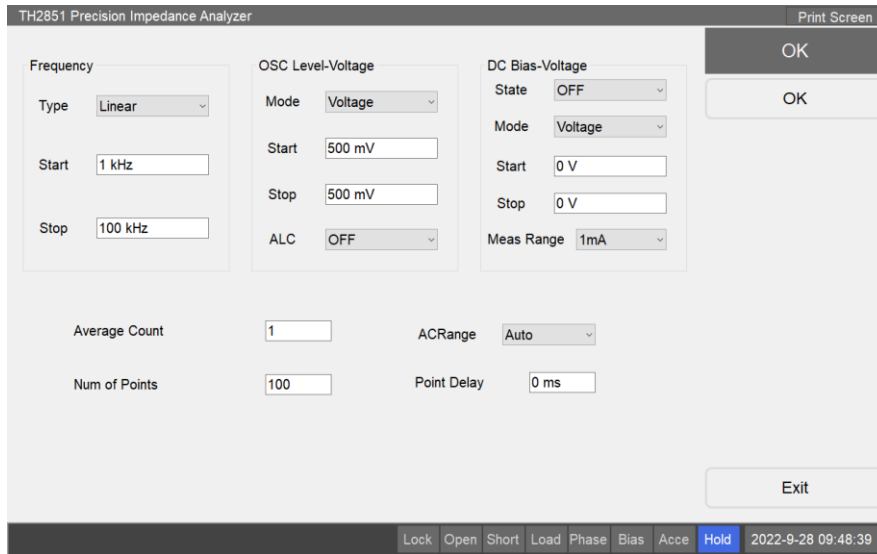 TH2851 Precision Impedance Analyzer
Print Screen
Frequency
Type Linear
Start 1 kHz
Stop 100 kHz
OSC Level-Voltage
Mode Voltage
Start 500 mV
Stop 500 mV
ALC OFF
DC Bias-Voltage
State OFF
Mode Voltage
Start 0 V
Stop 0 V
Meas Range 1mA
Average Count 1
ACRange Auto
Num of Points 100
Point Delay 0 ms
OK
OK
Exit
Lock Open Short Load Phase Bias Acce Hold 2022-9-28 09:48:39